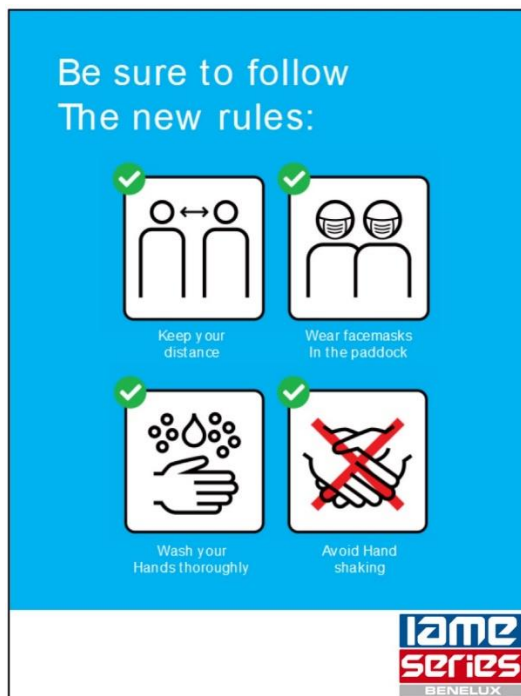 Be sure to follow
The new rules:
Keep your
distance
Wear facemasks
In the paddock
Wash your
Hands thoroughly
Avoid Hand
shaking
iame
series
BENELUX